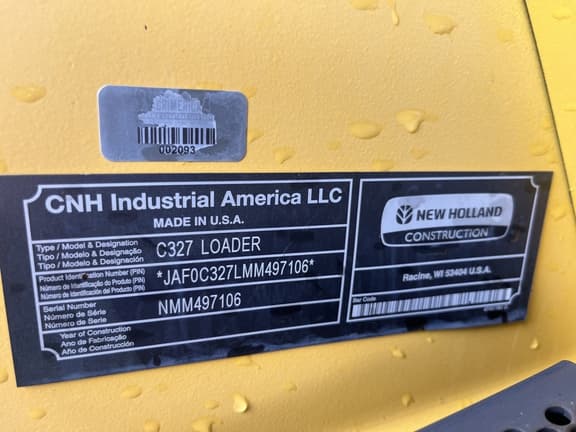 002093
CNH Industrial America LLC
MADE IN U.S.A.
Type / Model & Designation
Tipo / Modelo & Designação
Tipo / Modelo & Designación
C327 LOADER
Product Identification Number (PIN)
Número de Identificação do Produto (PIN)
Número de Identificación del Producto (PIN)
*JAF0C327LMM497106*
Serial Number
Número de Série
Número de Serie
NMM497106
Year of Construction
Ano de Fabricação
Año de Construcción
NEW HOLLAND
CONSTRUCTION
Racine, WI 53404 U.S.A.
Bar Code